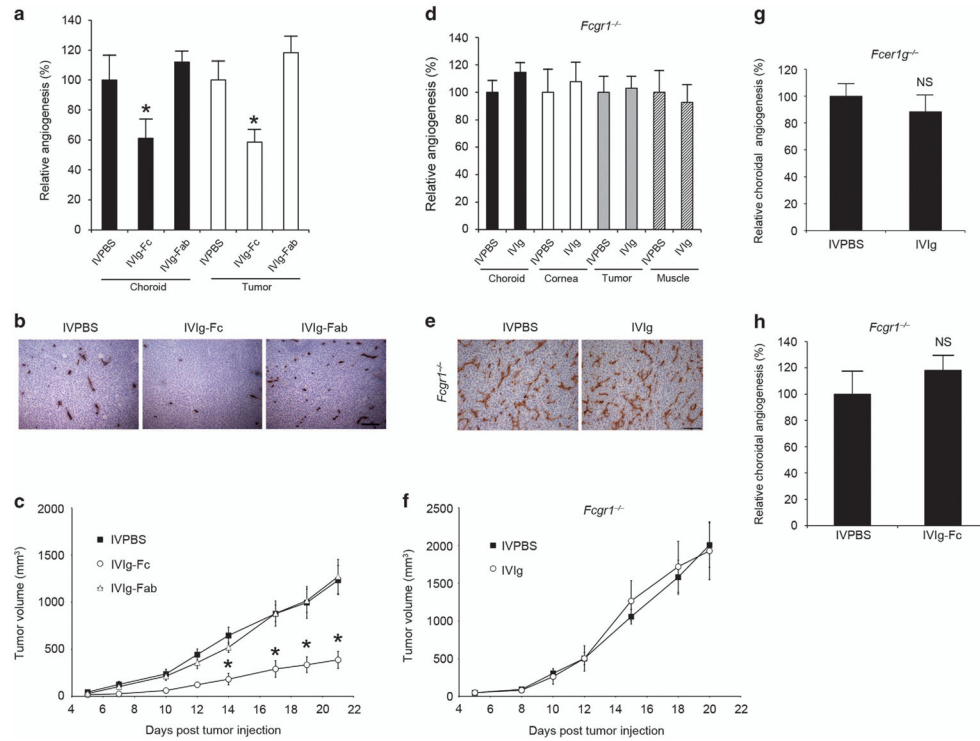 a
Relative angiogenesis (%)
140
120
100
80
60
40
20
0
*
*
IVPBS
IVIg-Fc
IVIg-Fab
IVPBS
IVIg-Fc
IVIg-Fab
Choroid
Tumor
b
IVPBS
IVIg-Fc
IVIg-Fab
c
Tumor volume (mm³)
2000
1500
1000
500
0
IVPBS
IVIg-Fc
IVIg-Fab
*
*
*
*
4 6 8 10 12 14 16 18 20 22
Days post tumor injection
d
Fcgr1–/–
Relative angiogenesis (%)
140
120
100
80
60
40
20
0
IVPBS
IVIg
IVPBS
IVIg
IVPBS
IVIg
IVPBS
IVIg
Choroid
Cornea
Tumor
Muscle
e
IVPBS
IVIg
Fcgr1–/–
f
Fcgr1–/–
Tumor volume (mm³)
2500
2000
1500
1000
500
0
IVPBS
IVIg
4 6 8 10 12 14 16 18 20 22
Days post tumor injection
g
Fcer1g–/–
Relative choroidal angiogenesis (%)
140
120
100
80
60
40
20
0
NS
IVPBS
IVIg
h
Fcgr1–/–
Relative choroidal angiogenesis (%)
140
120
100
80
60
40
20
0
NS
IVPBS
IVIg-Fc